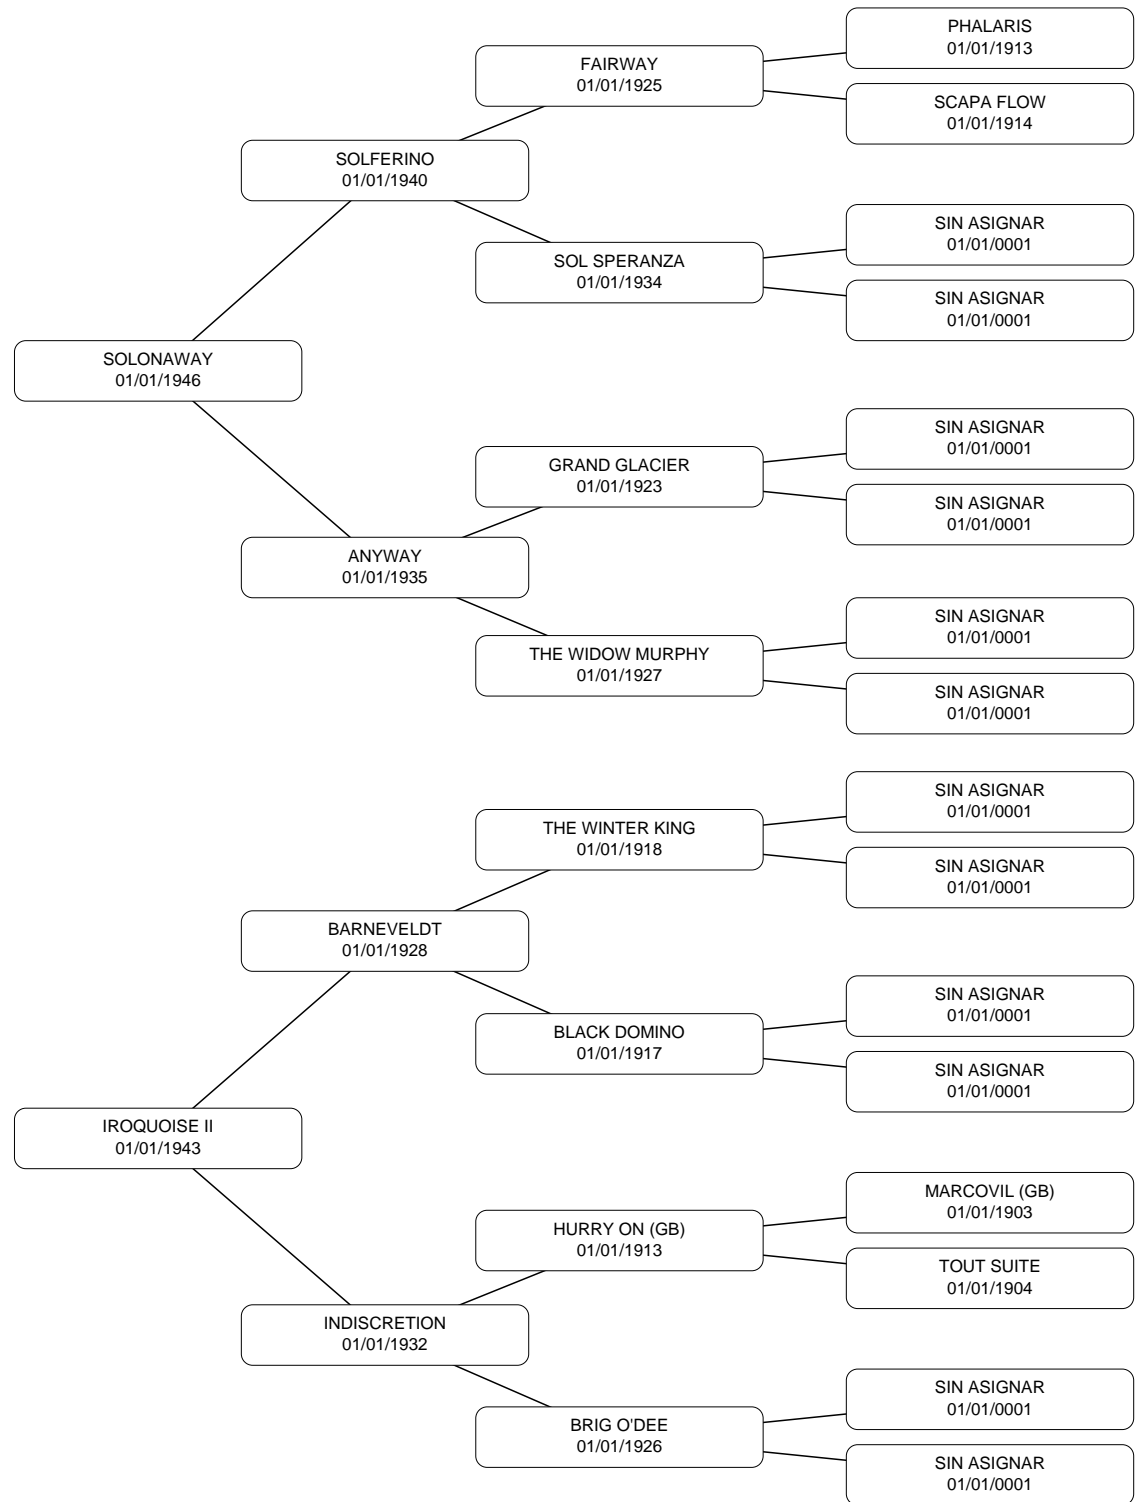 PHALARIS
01/01/1913
FAIRWAY
01/01/1925
SCAPA FLOW
01/01/1914
SOLFERINO
01/01/1940
SIN ASIGNAR
01/01/0001
SOL SPERANZA
01/01/1934
SIN ASIGNAR
01/01/0001
SOLONAWAY
01/01/1946
SIN ASIGNAR
01/01/0001
GRAND GLACIER
01/01/1923
SIN ASIGNAR
01/01/0001
ANYWAY
01/01/1935
SIN ASIGNAR
01/01/0001
THE WIDOW MURPHY
01/01/1927
SIN ASIGNAR
01/01/0001
SIN ASIGNAR
01/01/0001
THE WINTER KING
01/01/1918
SIN ASIGNAR
01/01/0001
BARNEVELDT
01/01/1928
SIN ASIGNAR
01/01/0001
BLACK DOMINO
01/01/1917
SIN ASIGNAR
01/01/0001
IROQUOISE II
01/01/1943
MARCOVIL (GB)
01/01/1903
HURRY ON (GB)
01/01/1913
TOUT SUITE
01/01/1904
INDISCRETION
01/01/1932
SIN ASIGNAR
01/01/0001
BRIG O'DEE
01/01/1926
SIN ASIGNAR
01/01/0001